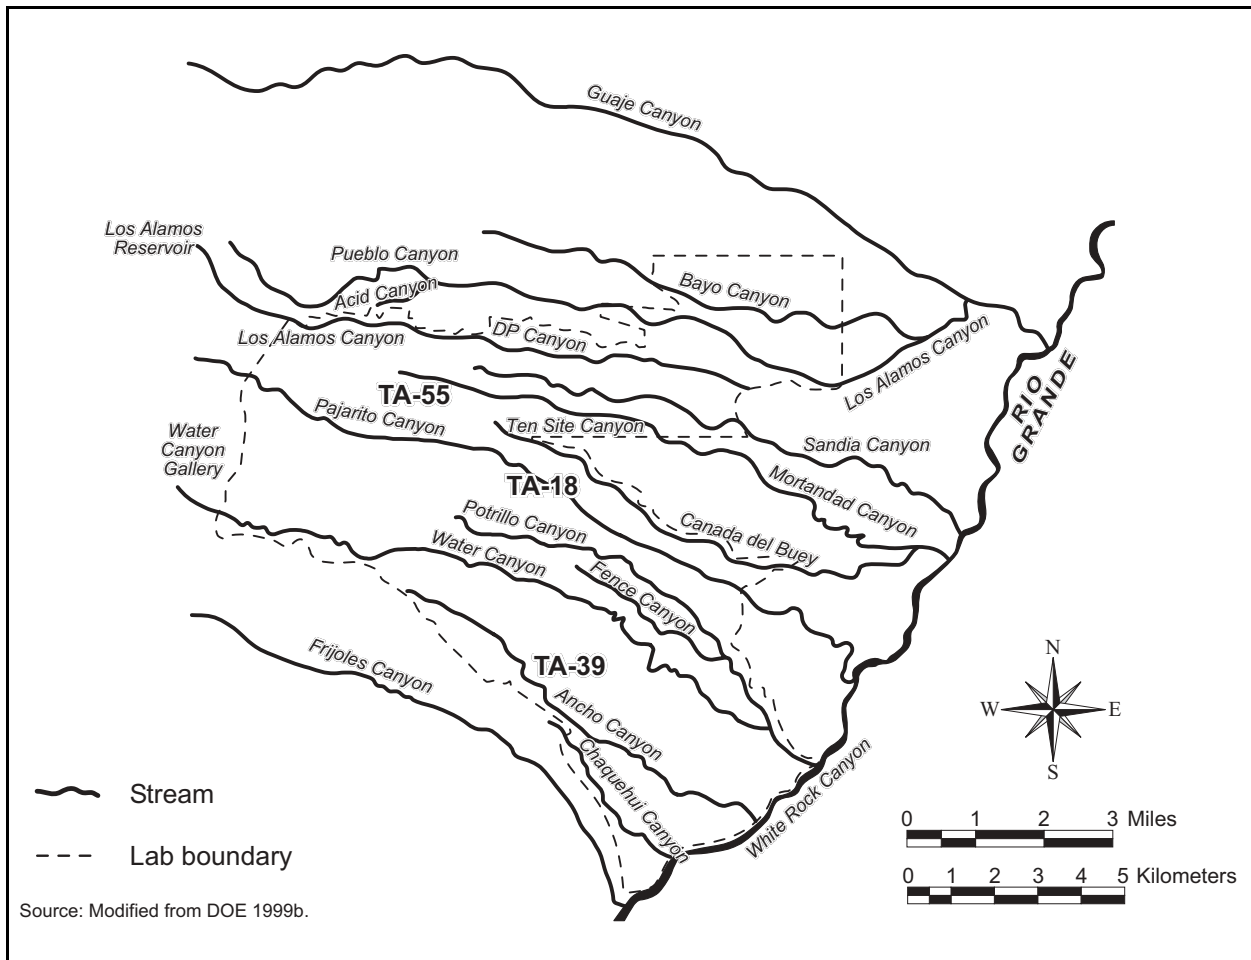 Guaje Canyon
Los Alamos
Reservoir
Pueblo Canyon
Acid Canyon
Bayo Canyon
Los Alamos Canyon
DP Canyon
Los Alamos Canyon
RIO
GRANDE
TA-55
Pajarito Canyon
Ten Site Canyon
Sandia Canyon
Water
Canyon
Gallery
TA-18
Mortandad Canyon
Potrillo Canyon
Canada del Buey
Water Canyon
Fence Canyon
Frijoles Canyon
TA-39
Ancho Canyon
Chaquehui Canyon
White Rock Canyon
N
W
E
S
Stream
Lab boundary
0 1 2 3 Miles
0 1 2 3 4 5 Kilometers
Source: Modified from DOE 1999b.